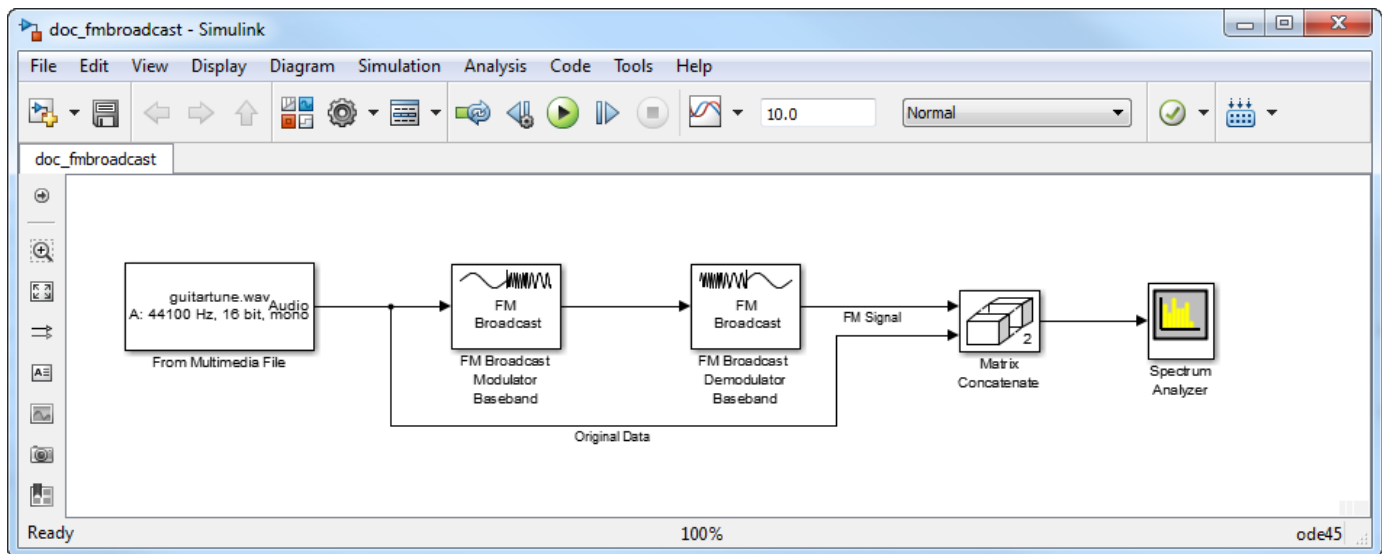 doc_fmbroadcast - Simulink
File Edit View Display Diagram Simulation Analysis Code Tools Help
10.0 Normal
doc_fmbroadcast
guitartune.wav
Audio
A: 44100 Hz, 16 bit, mono
From Multimedia File
FM
Broadcast
FM Broadcast
Modulator
Baseband
FM
Broadcast
FM Broadcast
Demodulator
Baseband
FM Signal
2
Matrix
Concatenate
Spectrum
Analyzer
Original Data
Ready 100% ode45